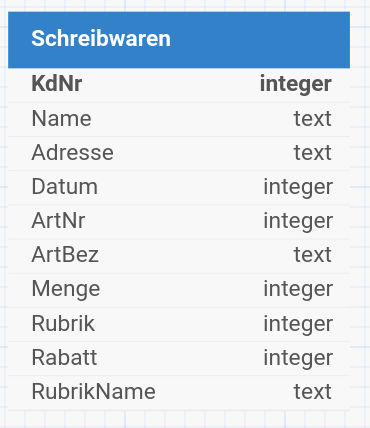 Schreibwaren
KdNr integer
Name text
Adresse text
Datum integer
ArtNr integer
ArtBez text
Menge integer
Rubrik integer
Rabatt integer
RubrikName text